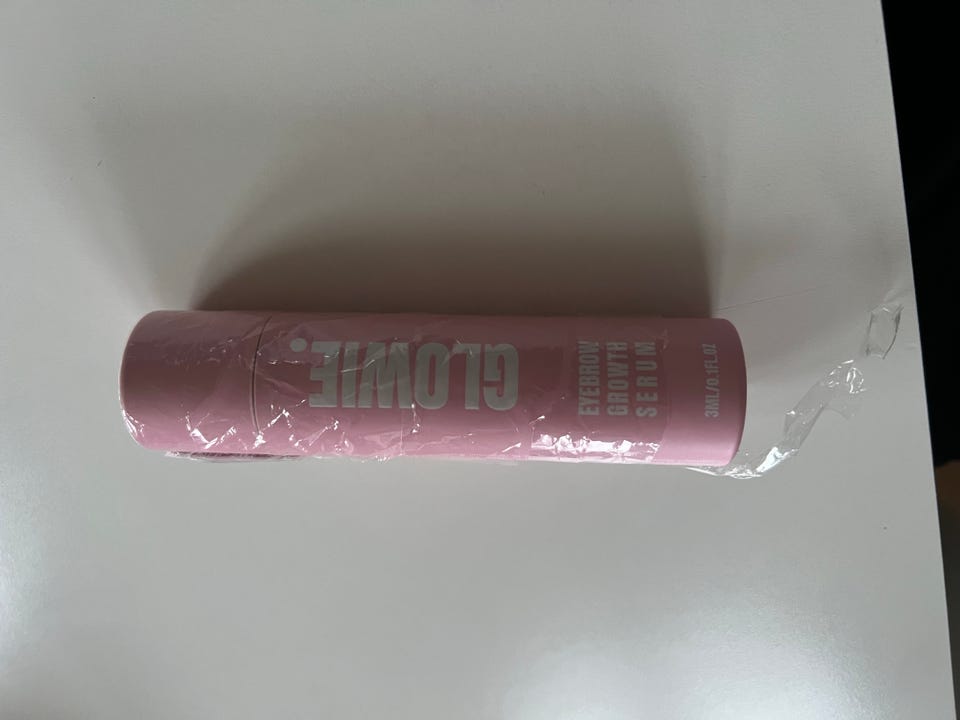 GLOWIE.
EYEBROW
GROWTH
SERUM
3ML/0.1FL.OZ